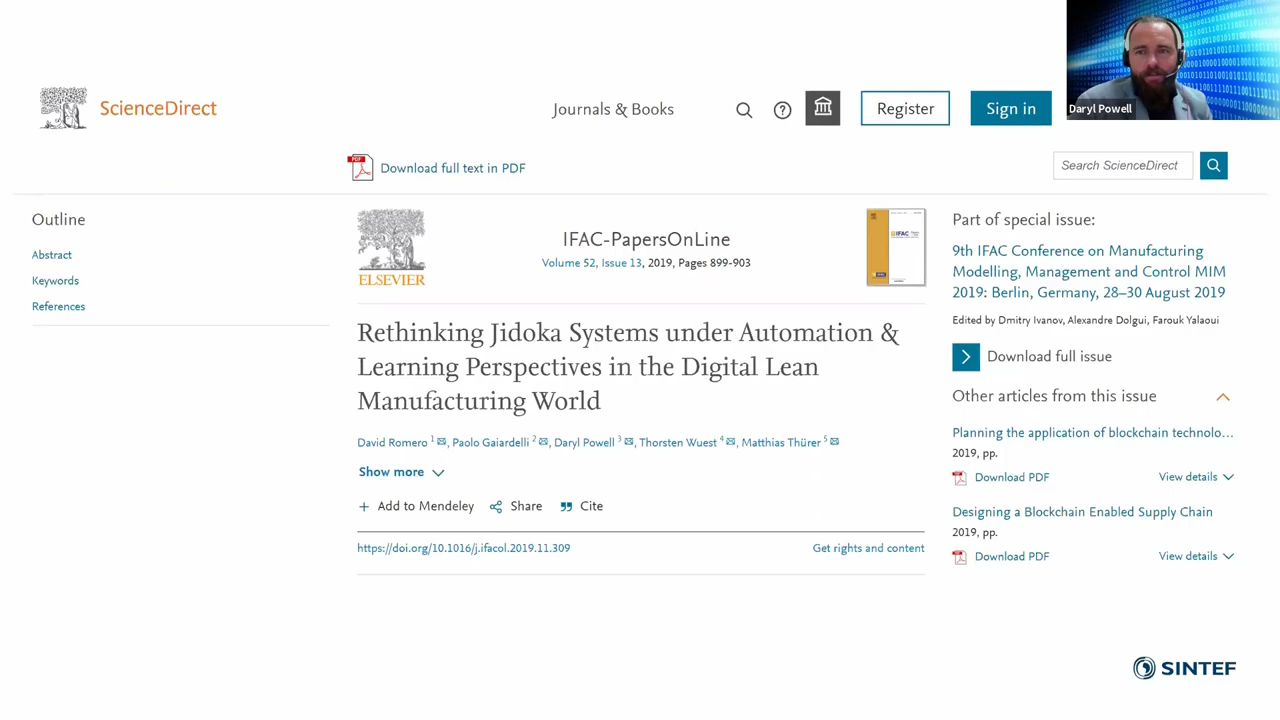 ScienceDirect
Journals & Books
Register
Sign in
Daryl Powell
Download full text in PDF
Search ScienceDirect
Outline
Abstract
Keywords
References
ELSEVIER
IFAC-PapersOnLine
Volume 52, Issue 13, 2019, Pages 899-903
IFAC
Rethinking Jidoka Systems under Automation &
Learning Perspectives in the Digital Lean
Manufacturing World
David Romero 1, Paolo Gaiardelli 2, Daryl Powell 3, Thorsten Wuest 4, Matthias Thürer 5
Show more
Add to Mendeley Share Cite
https://doi.org/10.1016/j.ifacol.2019.11.309
Get rights and content
Part of special issue:
9th IFAC Conference on Manufacturing
Modelling, Management and Control MIM
2019: Berlin, Germany, 28–30 August 2019
Edited by Dmitry Ivanov, Alexandre Dolgui, Farouk Yalaoui
Download full issue
Other articles from this issue
Planning the application of blockchain technolo...
2019, pp.
Download PDF
View details
Designing a Blockchain Enabled Supply Chain
2019, pp.
Download PDF
View details
SINTEF